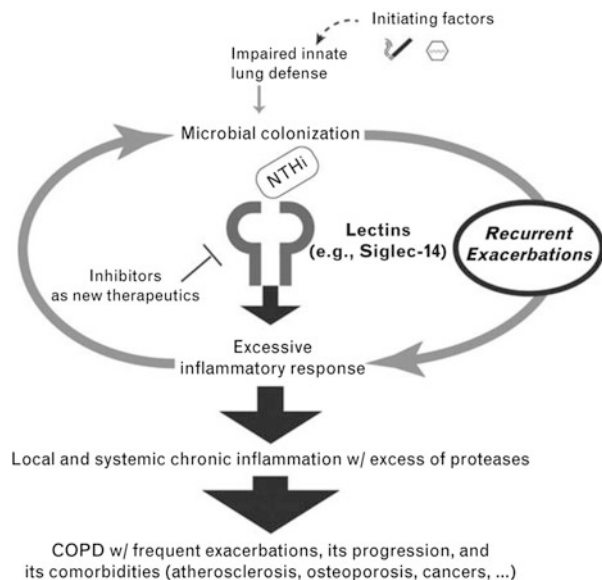 Initiating factors
Impaired innate
lung defense
Microbial colonization
NTHi
Lectins
(e.g., Siglec-14)
Recurrent
Exacerbations
Inhibitors
as new therapeutics
Excessive
inflammatory response
Local and systemic chronic inflammation w/ excess of proteases
COPD w/ frequent exacerbations, its progression, and
its comorbidities (atherosclerosis, osteoporosis, cancers, ...)